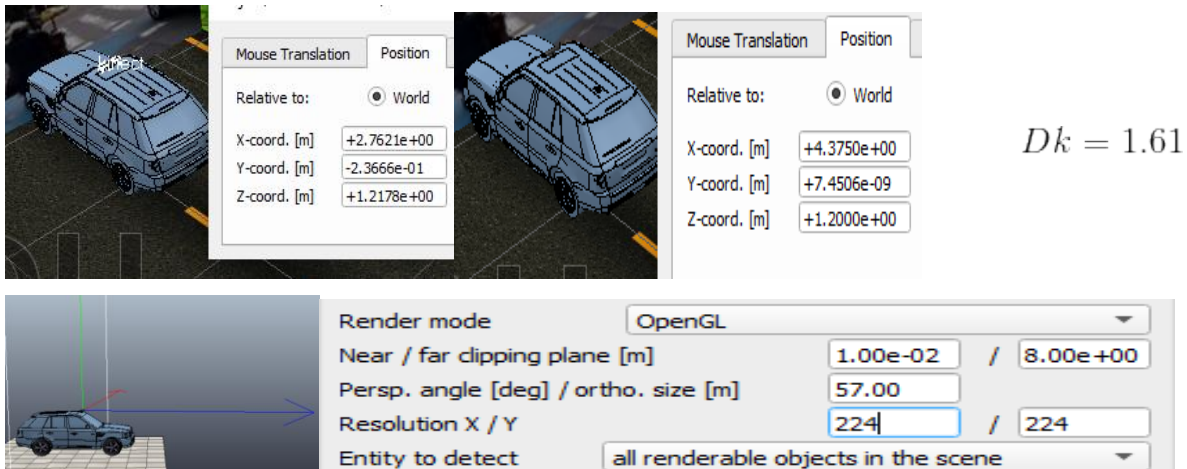 kinect
Mouse Translation Position
Relative to: World
X-coord. [m] +2.7621e+00
Y-coord. [m] -2.3666e-01
Z-coord. [m] +1.2178e+00
Mouse Translation Position
Relative to: World
X-coord. [m] +4.3750e+00
Y-coord. [m] +7.4506e-09
Z-coord. [m] +1.2000e+00
Dk = 1.61
Render mode OpenGL
Near / far clipping plane [m] 1.00e-02 / 8.00e+00
Persp. angle [deg] / ortho. size [m] 57.00
Resolution X / Y 224 / 224
Entity to detect all renderable objects in the scene